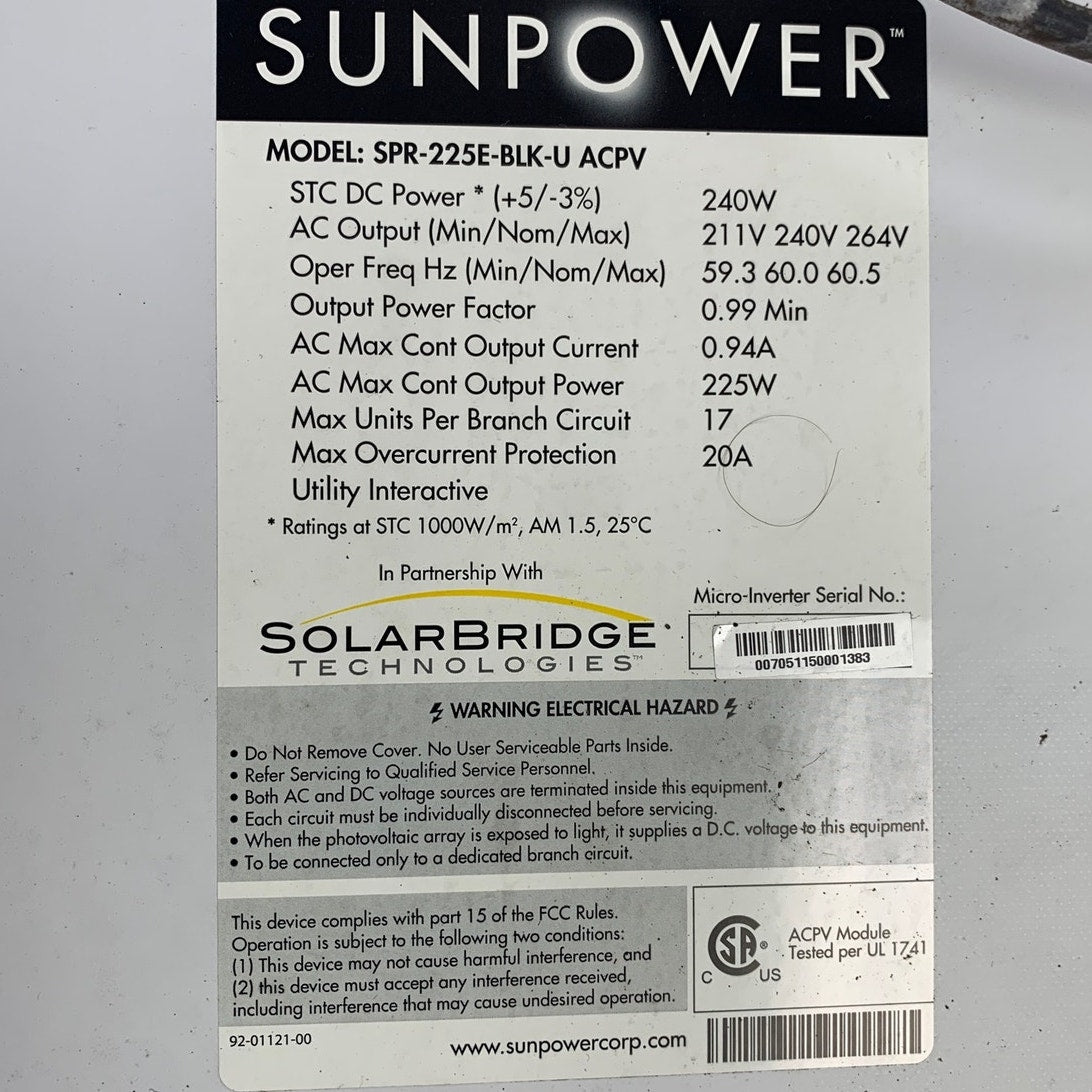 SUNPOWER™
MODEL: SPR-225E-BLK-U ACPV
STC DC Power * (+5/-3%) 240W
AC Output (Min/Nom/Max) 211V 240V 264V
Oper Freq Hz (Min/Nom/Max) 59.3 60.0 60.5
Output Power Factor 0.99 Min
AC Max Cont Output Current 0.94A
AC Max Cont Output Power 225W
Max Units Per Branch Circuit 17
Max Overcurrent Protection 20A
Utility Interactive
* Ratings at STC 1000W/m², AM 1.5, 25°C
In Partnership With
SOLARBRIDGE
TECHNOLOGIES™
Micro-Inverter Serial No.:
007051150001383
WARNING ELECTRICAL HAZARD
• Do Not Remove Cover. No User Serviceable Parts Inside.
• Refer Servicing to Qualified Service Personnel.
• Both AC and DC voltage sources are terminated inside this equipment.
• Each circuit must be individually disconnected before servicing.
• When the photovoltaic array is exposed to light, it supplies a D.C. voltage to this equipment.
• To be connected only to a dedicated branch circuit.
This device complies with part 15 of the FCC Rules.
Operation is subject to the following two conditions:
(1) This device may not cause harmful interference, and
(2) this device must accept any interference received,
including interference that may cause undesired operation.
CSA®
C US
ACPV Module
Tested per UL 1741
92-01121-00
www.sunpowercorp.com